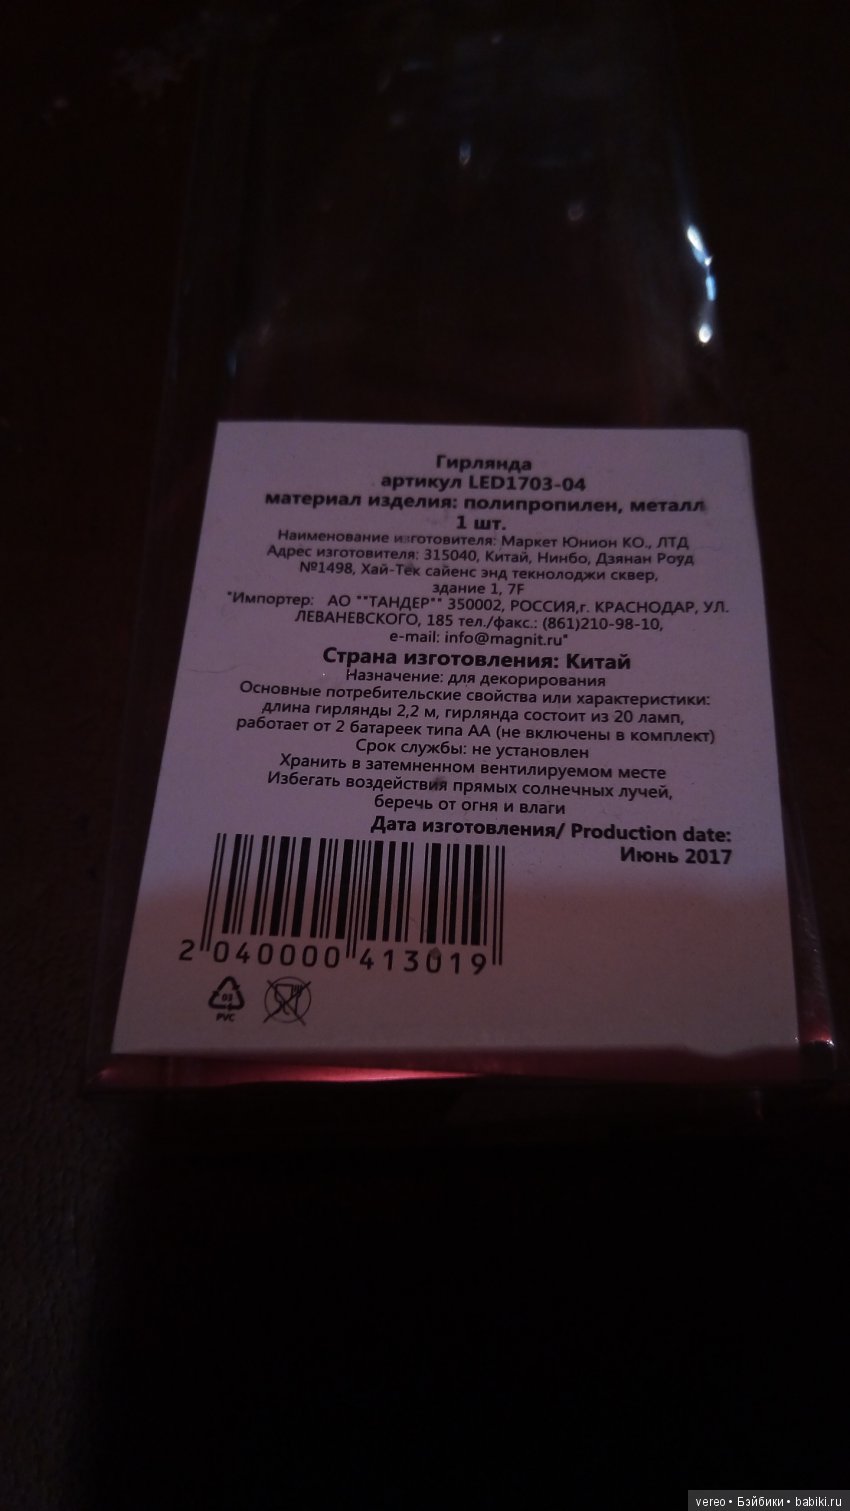 Гирлянда
артикул LED1703-04
материал изделия: полипропилен, металл
1 шт.
Наименование изготовителя: Маркет Юнион КО., ЛТД
Адрес изготовителя: 315040, Китай, Нинбо, Дзянан Роуд
№1498, Хай-Тек сайенс энд текнолоджи сквер,
здание 1, 7F
"Импортер: АО ""ТАНДЕР"" 350002, РОССИЯ,г. КРАСНОДАР, УЛ.
ЛЕВАНЕВСКОГО, 185 тел./факс.: (861)210-98-10,
e-mail: info@magnit.ru"
Страна изготовления: Китай
Назначение: для декорирования
Основные потребительские свойства или характеристики:
длина гирлянды 2,2 м, гирлянда состоит из 20 ламп,
работает от 2 батареек типа АА (не включены в комплект)
Срок службы: не установлен
Хранить в затемненном вентилируемом месте
Избегать воздействия прямых солнечных лучей,
беречь от огня и влаги
Дата изготовления/ Production date:
Июнь 2017
2 040000 413019
03
PVC
vereo • Бэйбики • babiki.ru